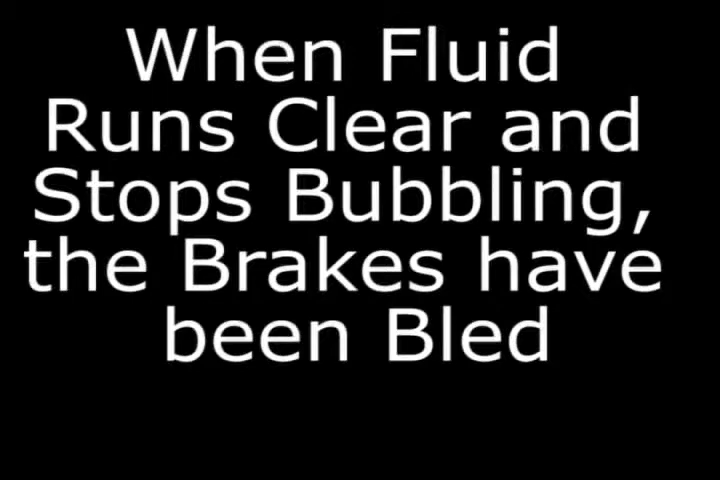 When Fluid
Runs Clear and
Stops Bubbling,
the Brakes have
been Bled